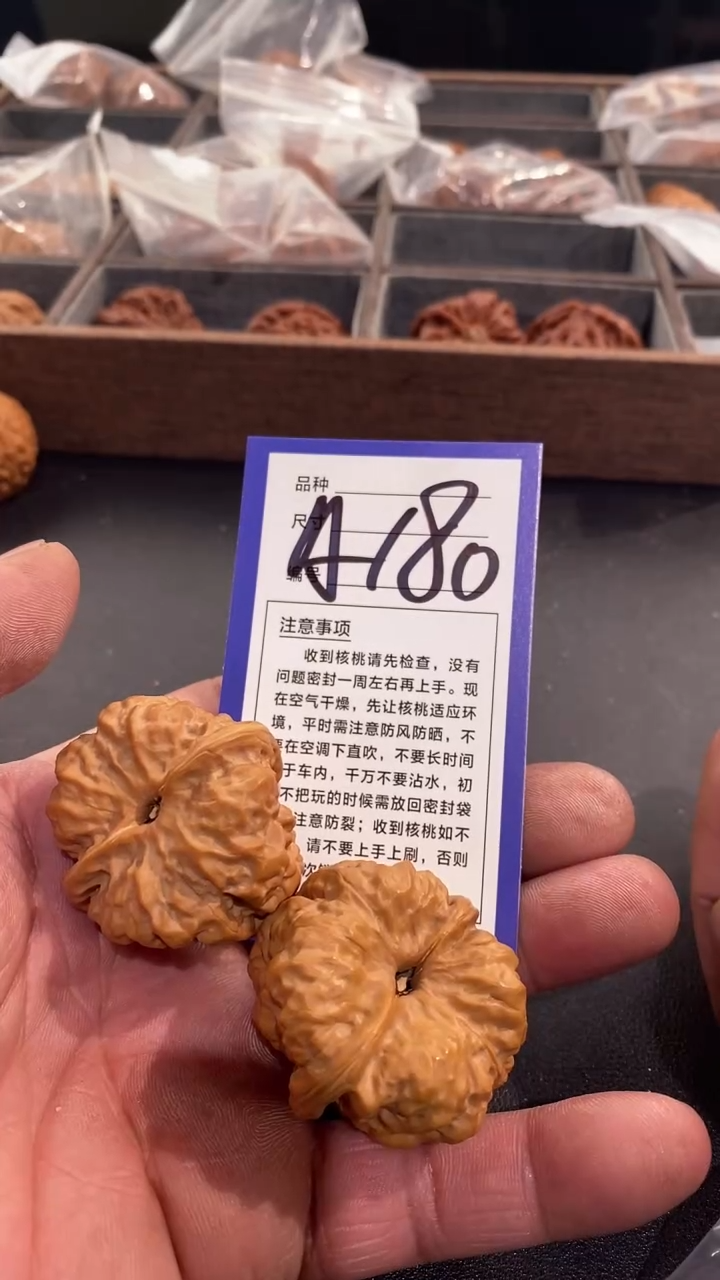 品种
尺寸
A180
编号
注意事项
收到核桃请先检查，没有
问题密封一周左右再上手。现
在空气干燥，先让核桃适应环
境，平时需注意防风防晒，不
在空调下直吹，不要长时间
于车内，千万不要沾水，初
不把玩的时候需放回密封袋
注意防裂；收到核桃如不
请不要上手上刷，否则